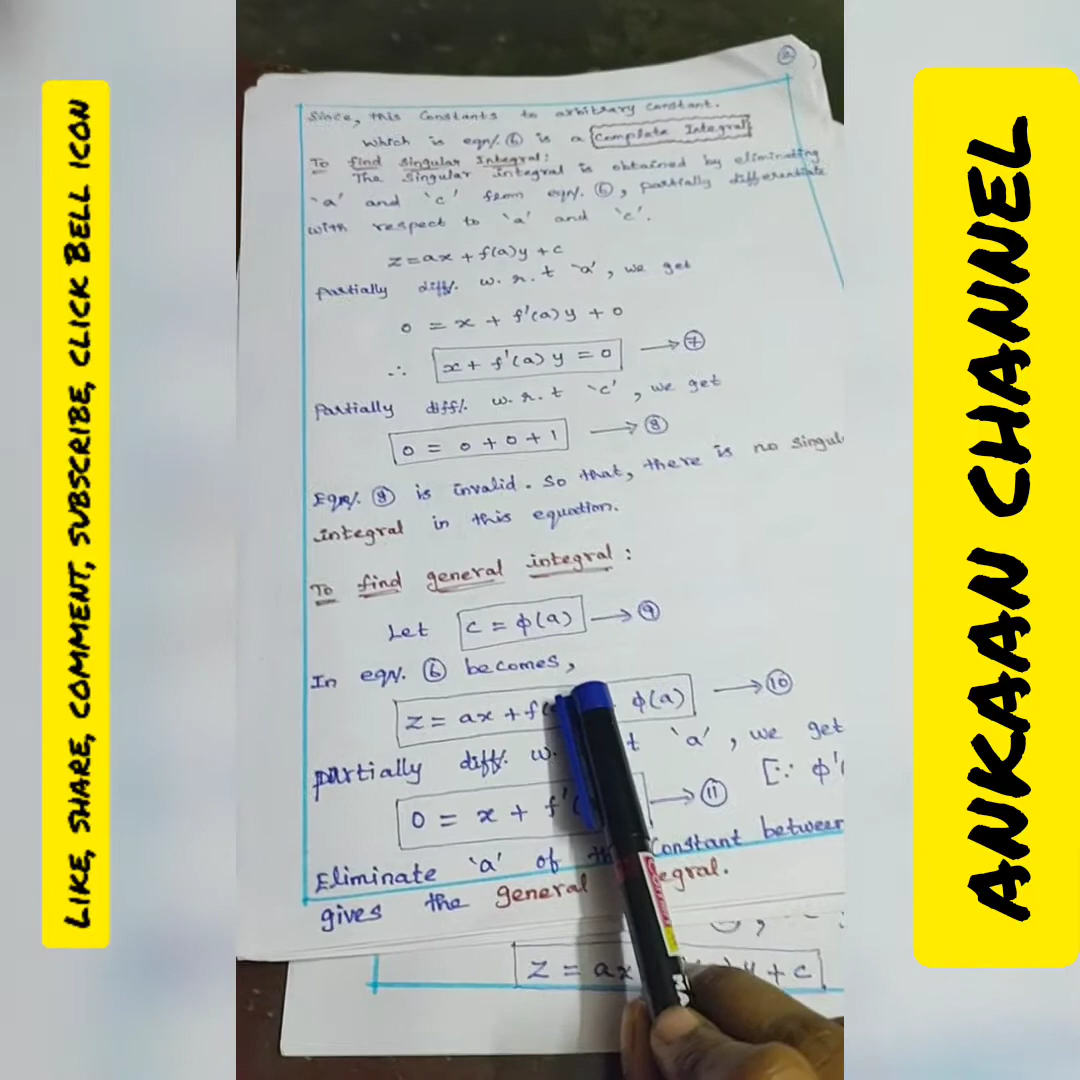 LIKE, SHARE, COMMENT, SUBSCRIBE, CLICK BELL ICON
Since, this Constants to arbitrary Constant.
Which is eqn/. ⑥ is a Complete Integral
To find Singular Integral:
The Singular integral is obtained by eliminating
'a' and 'c' from eqn/. ⑥, partially differentiate
with respect to 'a' and 'c'.
z = ax + f(a)y + c
Partially diff/. w.r.t 'a', we get
0 = x + f'(a)y + 0
∴ x + f'(a)y = 0 → ⑦
Partially diff/. w.r.t 'c', we get
0 = 0 + 0 + 1 → ⑧
Eqn/. ⑧ is invalid. So that, there is no
integral in this equation.
To find general integral:
Let c = φ(a) → ⑨
In eqn/. ⑥ becomes,
z = ax + f( φ(a) → ⑩
partially diff/. w. t 'a', we get
[∵ φ'(
0 = x + f'( → ⑪
Eliminate 'a' of constant between
gives the general
z = ax y + c
ANKAAN CHANNEL